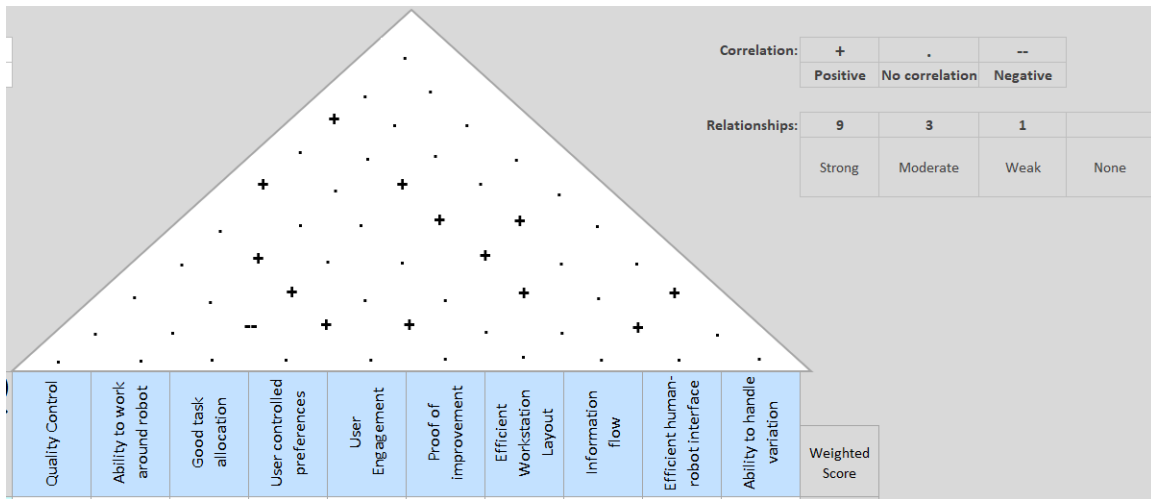 Correlation: + . --
Positive No correlation Negative
Relationships: 9 3 1
Strong Moderate Weak None
.
. .
+ . .
. . . .
+ . + . .
. . . + + .
. + . . + . .
. . + . . + . +
. . -- + + . . + .
. . . . . . . . . .
Quality Control
Ability to work
around robot
Good task
allocation
User controlled
preferences
User
Engagement
Proof of
improvement
Efficient
Workstation
Layout
Information
flow
Efficient human-
robot interface
Ability to handle
variation
Weighted
Score